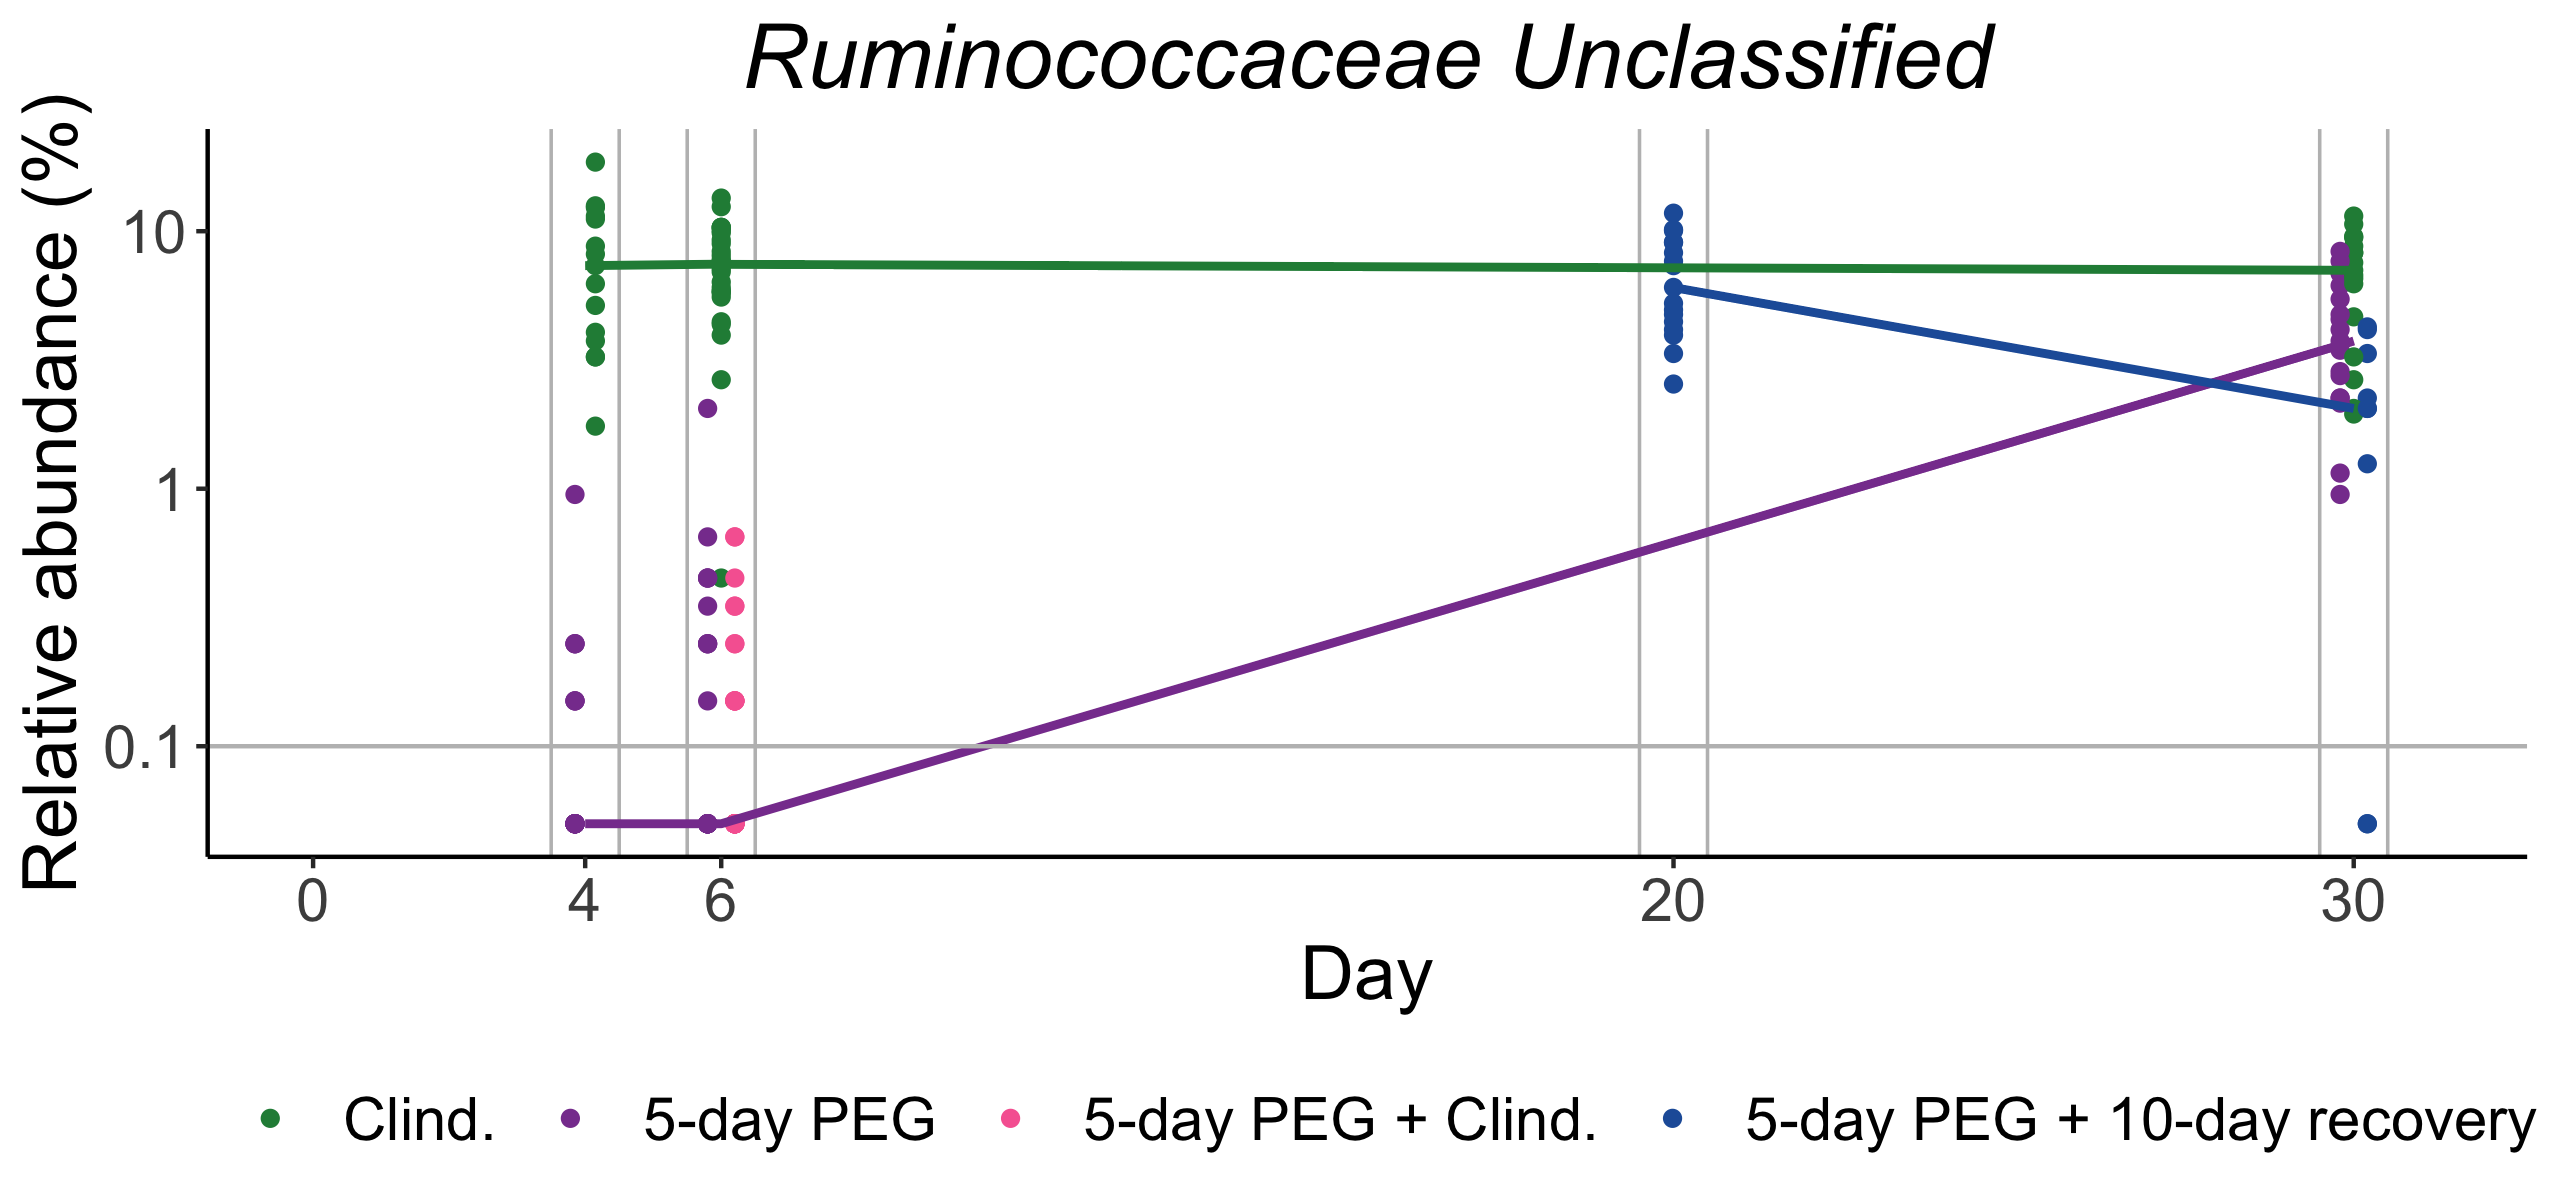 Ruminococcaceae Unclassified
Relative abundance (%)
10
1
0.1
0 4 6 20 30
Day
Clind. 5-day PEG 5-day PEG + Clind. 5-day PEG + 10-day recovery